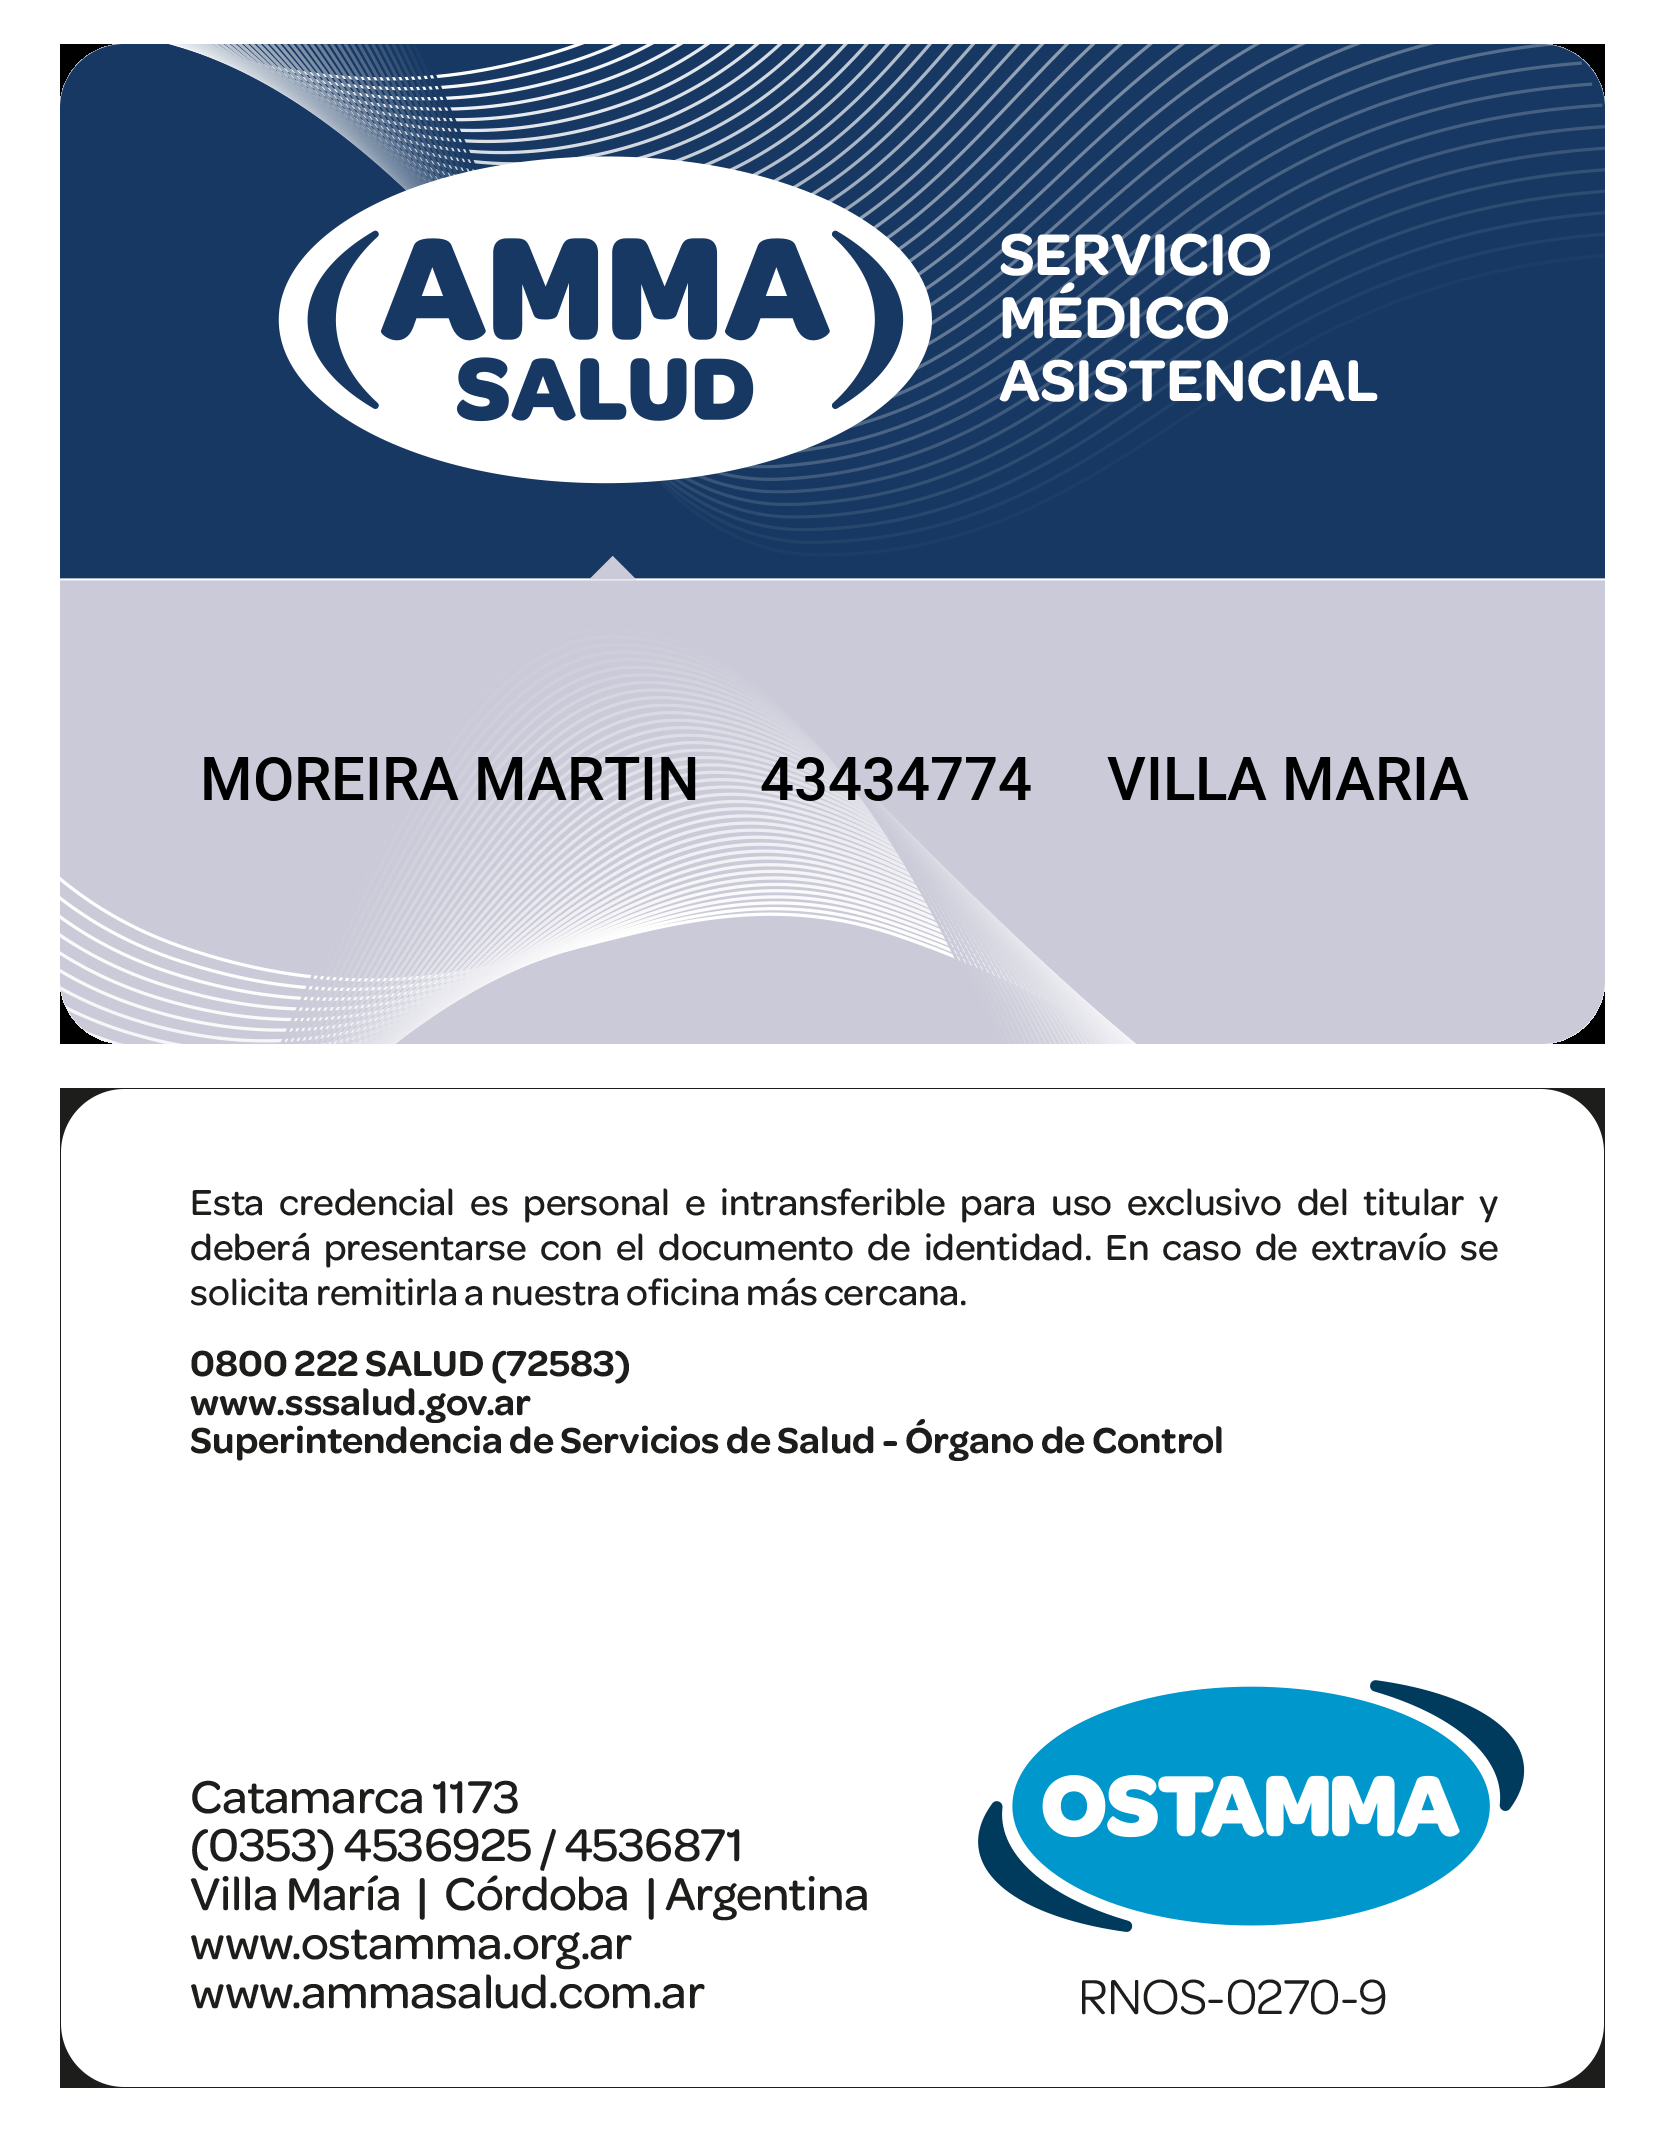 AMMA
SALUD
SERVICIO
MÉDICO
ASISTENCIAL
MOREIRA MARTIN 43434774 VILLA MARIA
Esta credencial es personal e intransferible para uso exclusivo del titular y
deberá presentarse con el documento de identidad. En caso de extravío se
solicita remitirla a nuestra oficina más cercana.
0800 222 SALUD (72583)
www.sssalud.gov.ar
Superintendencia de Servicios de Salud - Órgano de Control
Catamarca 1173
(0353) 4536925 / 4536871
Villa María | Córdoba | Argentina
www.ostamma.org.ar
www.ammasalud.com.ar
OSTAMMA
RNOS-0270-9